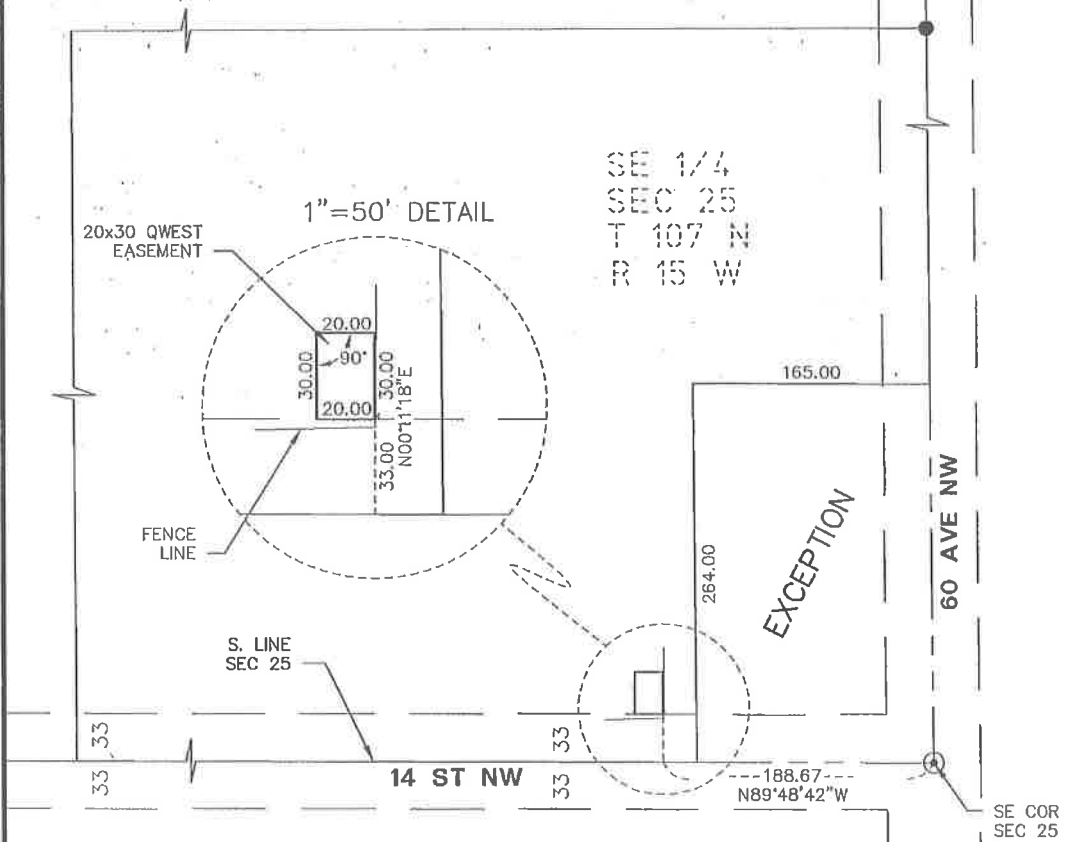 SE 1/4
SEC 25
T 107 N
R 15 W
1"=50' DETAIL
20x30 QWEST
EASEMENT
20.00
90°
30.00
30.00
20.00
N00°11'18"E
33.00
FENCE
LINE
165.00
264.00
EXCEPTION
60 AVE NW
S. LINE
SEC 25
33
33
33
33
14 ST NW
188.67
N89°48'42"W
SE COR
SEC 25